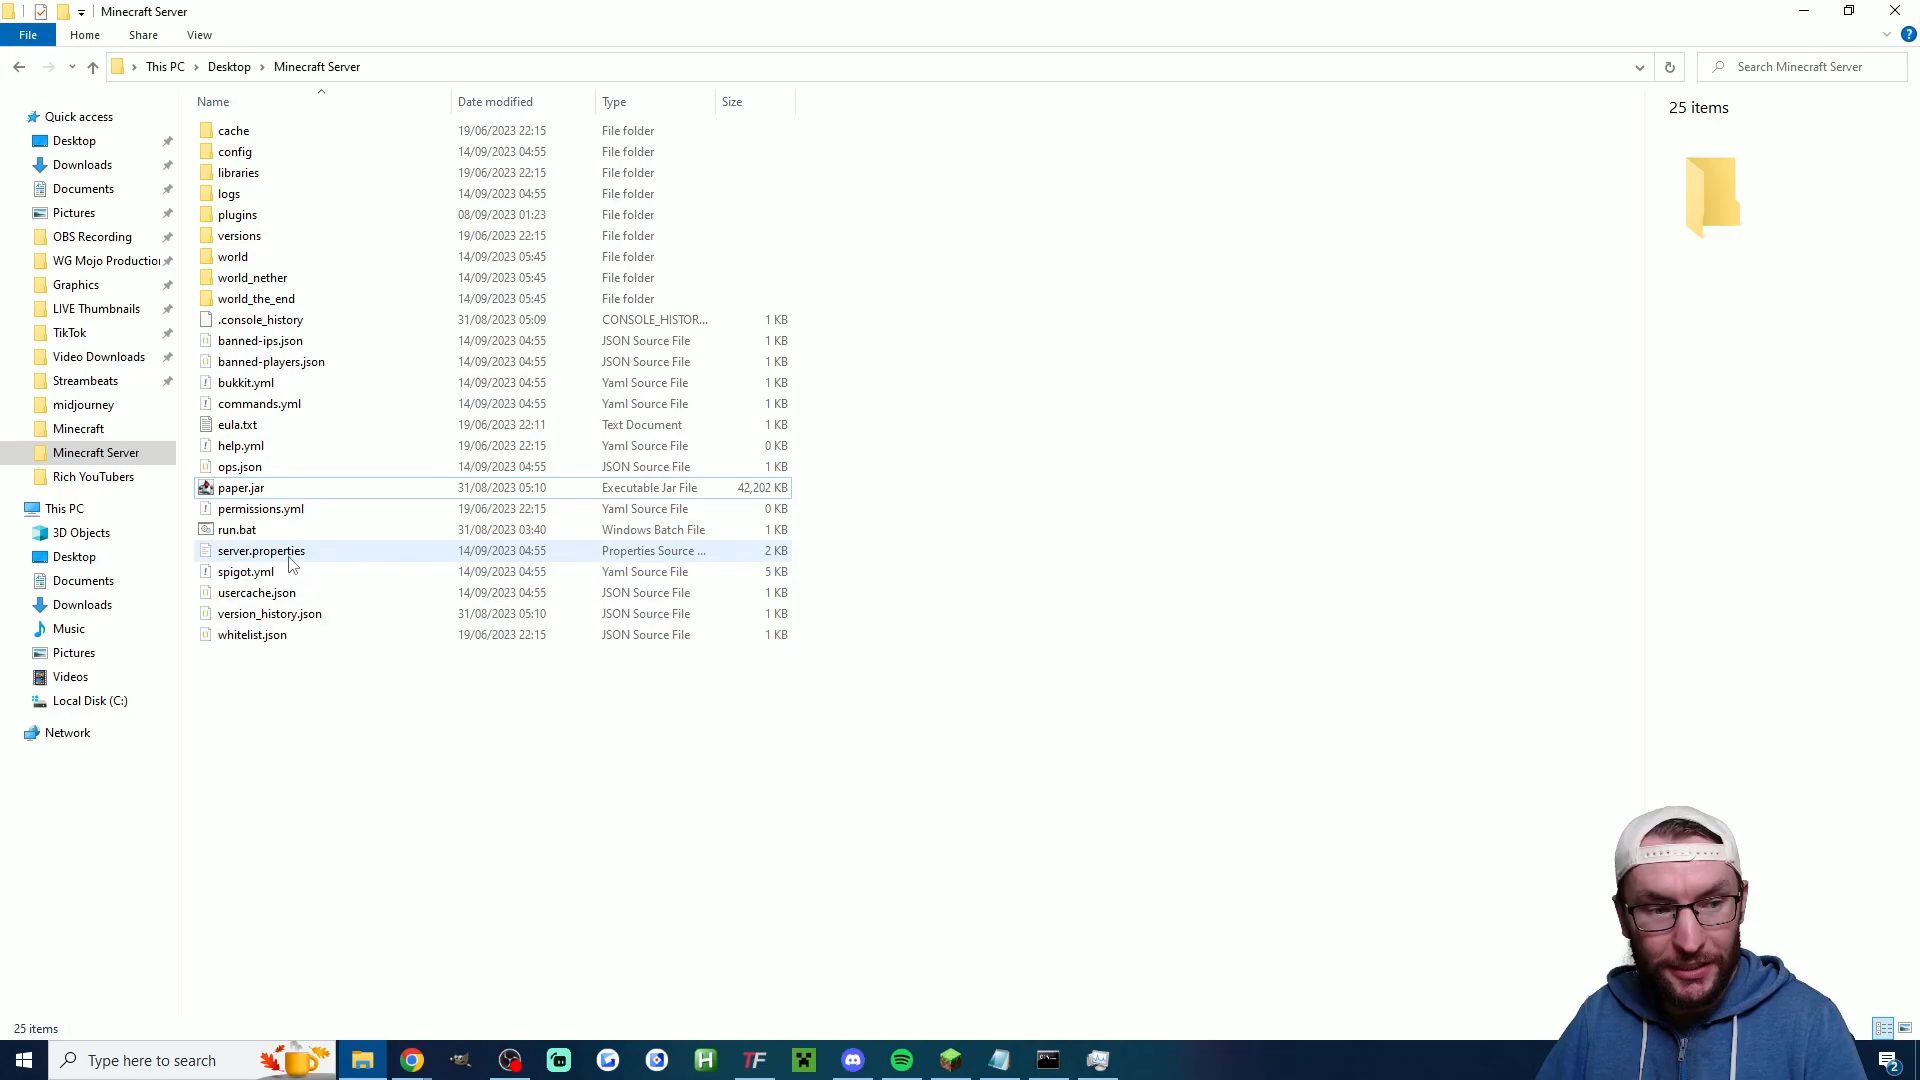 Minecraft Server
File Home Share View
This PC Desktop Minecraft Server
Search Minecraft Server
Name Date modified Type Size
25 items
Quick access
Desktop
Downloads
Documents
Pictures
OBS Recording
WG Mojo Production
Graphics
LIVE Thumbnails
TikTok
Video Downloads
Streambeats
midjourney
Minecraft
Minecraft Server
Rich YouTubers
This PC
3D Objects
Desktop
Documents
Downloads
Music
Pictures
Videos
Local Disk (C:)
Network
cache 19/06/2023 22:15 File folder
config 14/09/2023 04:55 File folder
libraries 19/06/2023 22:15 File folder
logs 14/09/2023 04:55 File folder
plugins 08/09/2023 01:23 File folder
versions 19/06/2023 22:15 File folder
world 14/09/2023 05:45 File folder
world_nether 14/09/2023 05:45 File folder
world_the_end 14/09/2023 05:45 File folder
.console_history 31/08/2023 05:09 CONSOLE_HISTOR... 1 KB
banned-ips.json 14/09/2023 04:55 JSON Source File 1 KB
banned-players.json 14/09/2023 04:55 JSON Source File 1 KB
bukkit.yml 14/09/2023 04:55 Yaml Source File 1 KB
commands.yml 14/09/2023 04:55 Yaml Source File 1 KB
eula.txt 19/06/2023 22:11 Text Document 1 KB
help.yml 19/06/2023 22:15 Yaml Source File 0 KB
ops.json 14/09/2023 04:55 JSON Source File 1 KB
paper.jar 31/08/2023 05:10 Executable Jar File 42,202 KB
permissions.yml 19/06/2023 22:15 Yaml Source File 0 KB
run.bat 31/08/2023 03:40 Windows Batch File 1 KB
server.properties 14/09/2023 04:55 Properties Source ... 2 KB
spigot.yml 14/09/2023 04:55 Yaml Source File 5 KB
usercache.json 14/09/2023 04:55 JSON Source File 1 KB
version_history.json 31/08/2023 05:10 JSON Source File 1 KB
whitelist.json 19/06/2023 22:15 JSON Source File 1 KB
25 items
Type here to search
H
TF
2